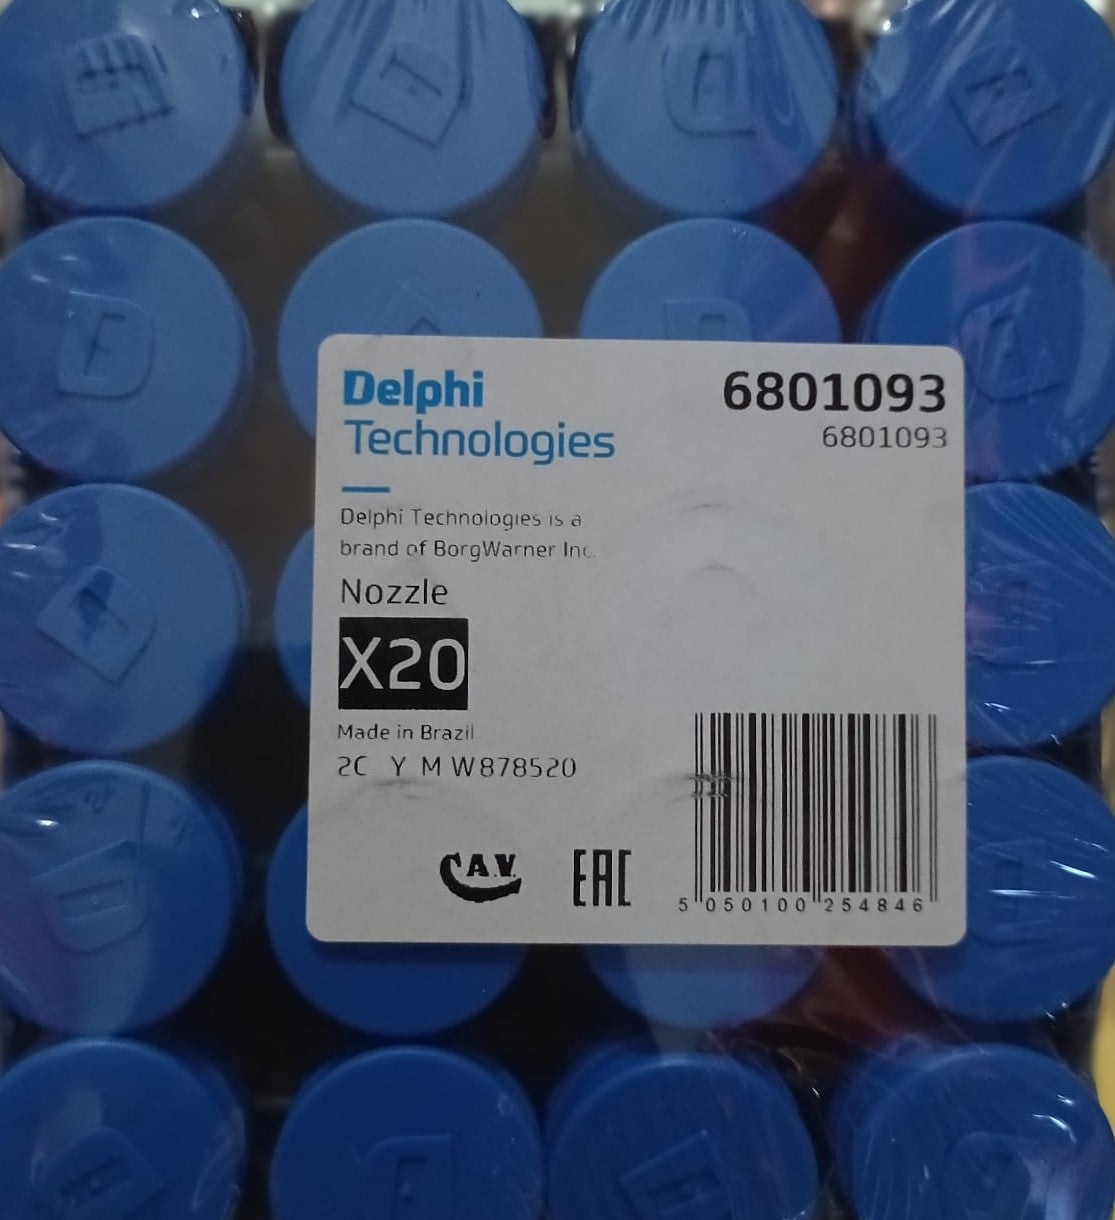 Delphi
Technologies
6801093
6801093
Delphi Technologies is a
brand of BorgWarner Inc.
Nozzle
X20
Made in Brazil
2C Y M W878520
C.A.V.
EAC
5 050100 254846